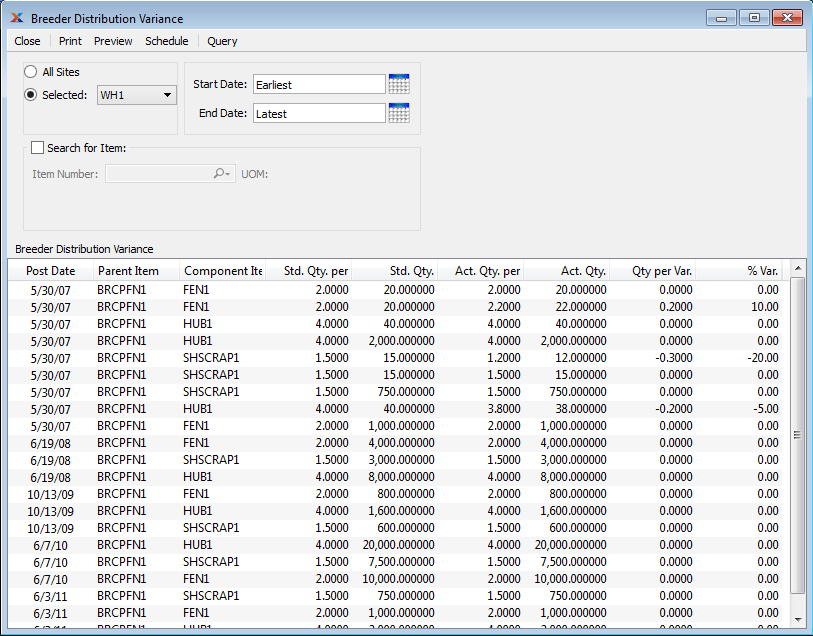 Breeder Distribution Variance
Close Print Preview Schedule Query
All Sites
Selected: WH1
Start Date: Earliest
End Date: Latest
Search for Item:
Item Number: UOM:
Breeder Distribution Variance
Post Date Parent Item Component Ite Std. Qty. per Std. Qty. Act. Qty. per Act. Qty. Qty per Var. % Var.
5/30/07 BRCPFN1 FEN1 2.0000 20.000000 2.0000 20.000000 0.0000 0.00
5/30/07 BRCPFN1 FEN1 2.0000 20.000000 2.2000 22.000000 0.2000 10.00
5/30/07 BRCPFN1 HUB1 4.0000 40.000000 4.0000 40.000000 0.0000 0.00
5/30/07 BRCPFN1 HUB1 4.0000 2,000.000000 4.0000 2,000.000000 0.0000 0.00
5/30/07 BRCPFN1 SHSCRAP1 1.5000 15.000000 1.2000 12.000000 -0.3000 -20.00
5/30/07 BRCPFN1 SHSCRAP1 1.5000 15.000000 1.5000 15.000000 0.0000 0.00
5/30/07 BRCPFN1 SHSCRAP1 1.5000 750.000000 1.5000 750.000000 0.0000 0.00
5/30/07 BRCPFN1 HUB1 4.0000 40.000000 3.8000 38.000000 -0.2000 -5.00
5/30/07 BRCPFN1 FEN1 2.0000 1,000.000000 2.0000 1,000.000000 0.0000 0.00
6/19/08 BRCPFN1 FEN1 2.0000 4,000.000000 2.0000 4,000.000000 0.0000 0.00
6/19/08 BRCPFN1 SHSCRAP1 1.5000 3,000.000000 1.5000 3,000.000000 0.0000 0.00
6/19/08 BRCPFN1 HUB1 4.0000 8,000.000000 4.0000 8,000.000000 0.0000 0.00
10/13/09 BRCPFN1 FEN1 2.0000 800.000000 2.0000 800.000000 0.0000 0.00
10/13/09 BRCPFN1 HUB1 4.0000 1,600.000000 4.0000 1,600.000000 0.0000 0.00
10/13/09 BRCPFN1 SHSCRAP1 1.5000 600.000000 1.5000 600.000000 0.0000 0.00
6/7/10 BRCPFN1 HUB1 4.0000 20,000.000000 4.0000 20,000.000000 0.0000 0.00
6/7/10 BRCPFN1 SHSCRAP1 1.5000 7,500.000000 1.5000 7,500.000000 0.0000 0.00
6/7/10 BRCPFN1 FEN1 2.0000 10,000.000000 2.0000 10,000.000000 0.0000 0.00
6/3/11 BRCPFN1 SHSCRAP1 1.5000 750.000000 1.5000 750.000000 0.0000 0.00
6/3/11 BRCPFN1 FEN1 2.0000 1,000.000000 2.0000 1,000.000000 0.0000 0.00